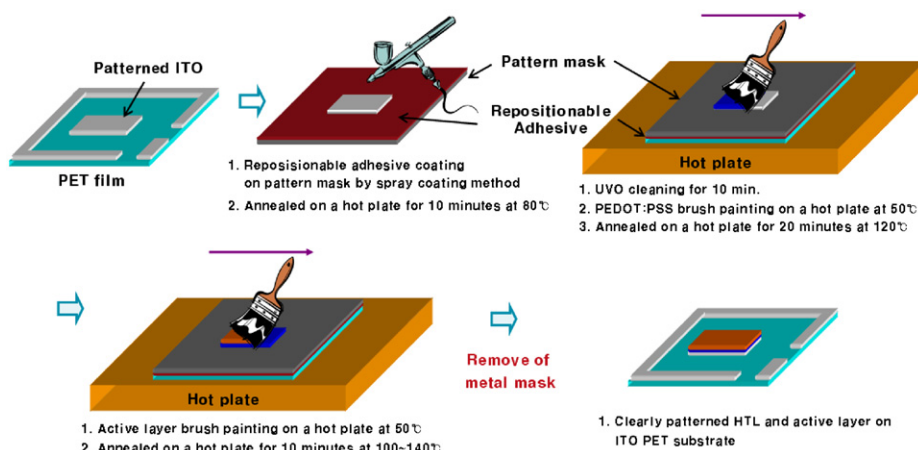 Patterned ITO
PET film
Pattern mask
Repositionable
Adhesive
1. Reposisionable adhesive coating
on pattern mask by spray coating method
2. Annealed on a hot plate for 10 minutes at 80℃
Hot plate
1. UVO cleaning for 10 min.
2. PEDOT:PSS brush painting on a hot plate at 50℃
3. Annealed on a hot plate for 20 minutes at 120℃
Hot plate
1. Active layer brush painting on a hot plate at 50℃
2. Annealed on a hot plate for 10 minutes at 100~140℃
Remove of
metal mask
1. Clearly patterned HTL and active layer on
ITO PET substrate